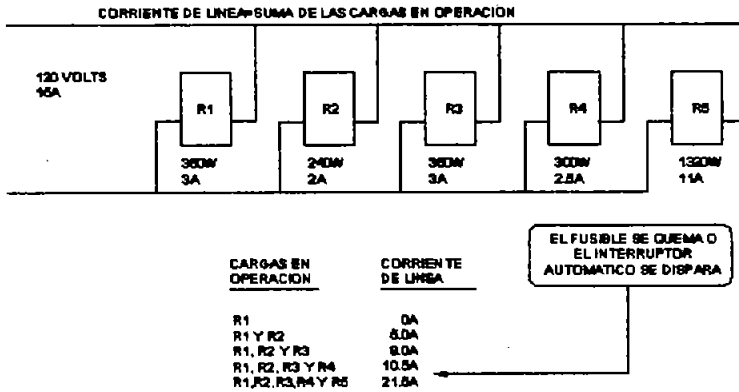 CORRIENTE DE LINEA=SUMA DE LAS CARGAS EN OPERACION
120 VOLTS
15A
R1 R2 R3 R4 R5
360W 240W 360W 300W 1320W
3A 2A 3A 2.5A 11A
EL FUSIBLE SE QUEMA O
EL INTERRUPTOR
AUTOMATICO SE DISPARA
CARGAS EN OPERACION
CORRIENTE DE LINEA
R1 0A
R1 Y R2 5.0A
R1, R2 Y R3 8.0A
R1, R2, R3 Y R4 10.5A
R1,R2,R3,R4 Y R5 21.5A